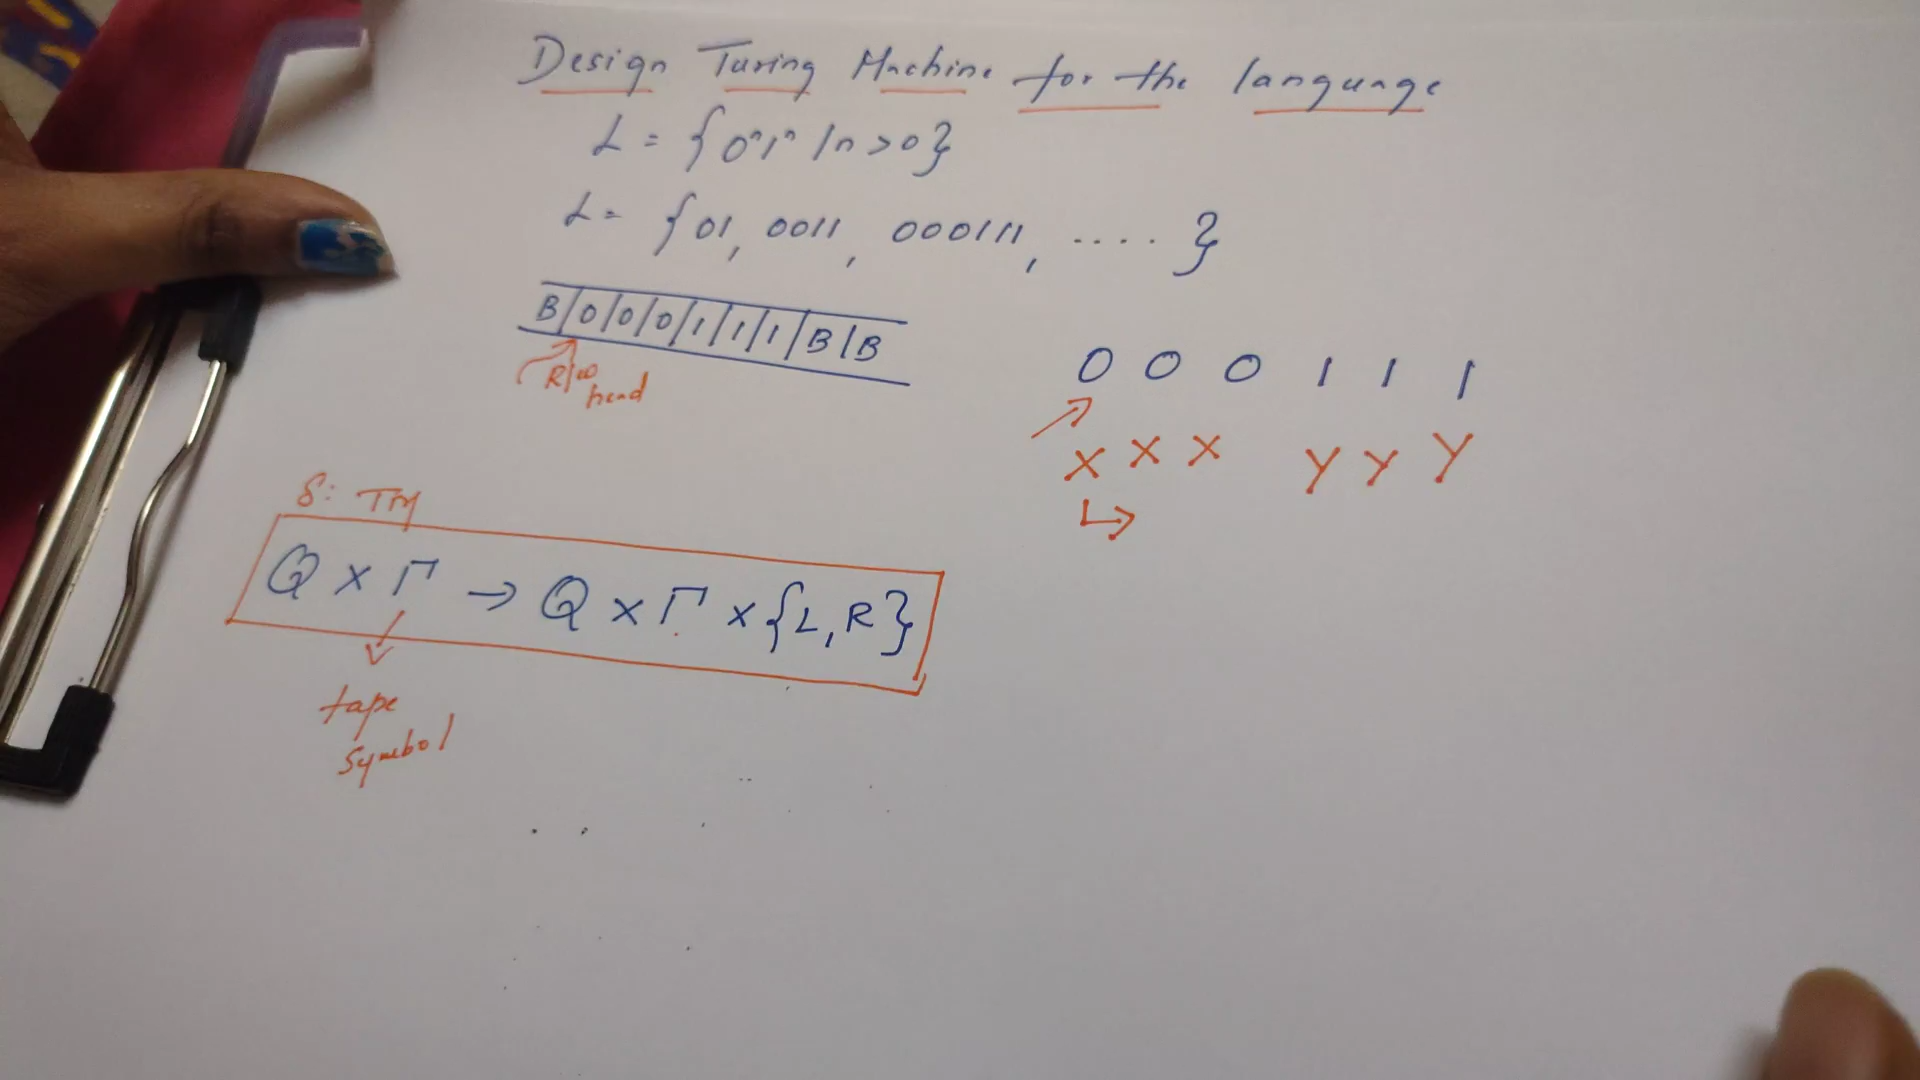 Design Turing Machine for the language
L = {0ⁿ1ⁿ | n > 0}
L = {01, 0011, 000111, ....}
B|0|0|0|1|1|1|B|B
R/w head
0 0 0 1 1 1
X X X Y Y Y
δ: TM
Q × Γ → Q × Γ × {L, R}
tape
symbol